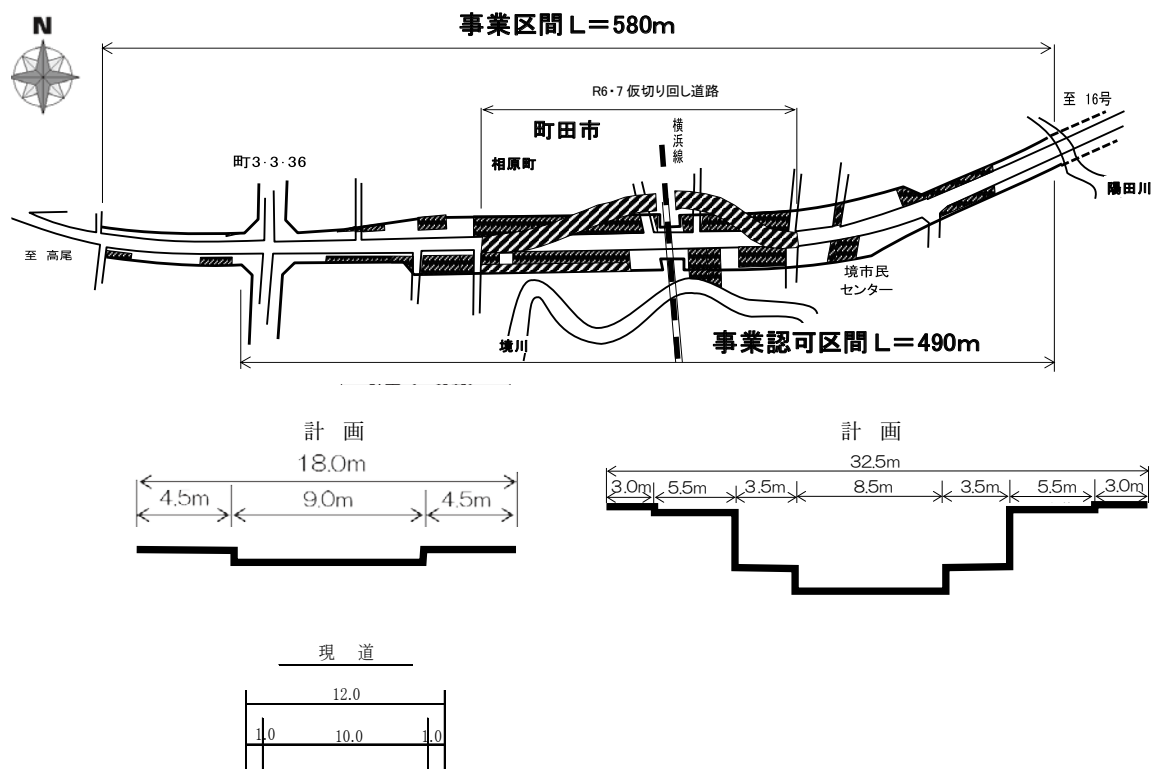 事業区間 L=580m
N
R6・7 仮切り回し道路
至 16号
町田市
横浜線
町3・3・36
相原町
陽田川
至 高尾
境市民
センター
境川
事業認可区間 L=490m
計 画
18.0m
4.5m 9.0m 4.5m
計 画
32.5m
3.0m 5.5m 3.5m 8.5m 3.5m 5.5m 3.0m
現 道
12.0
1.0 10.0 1.0